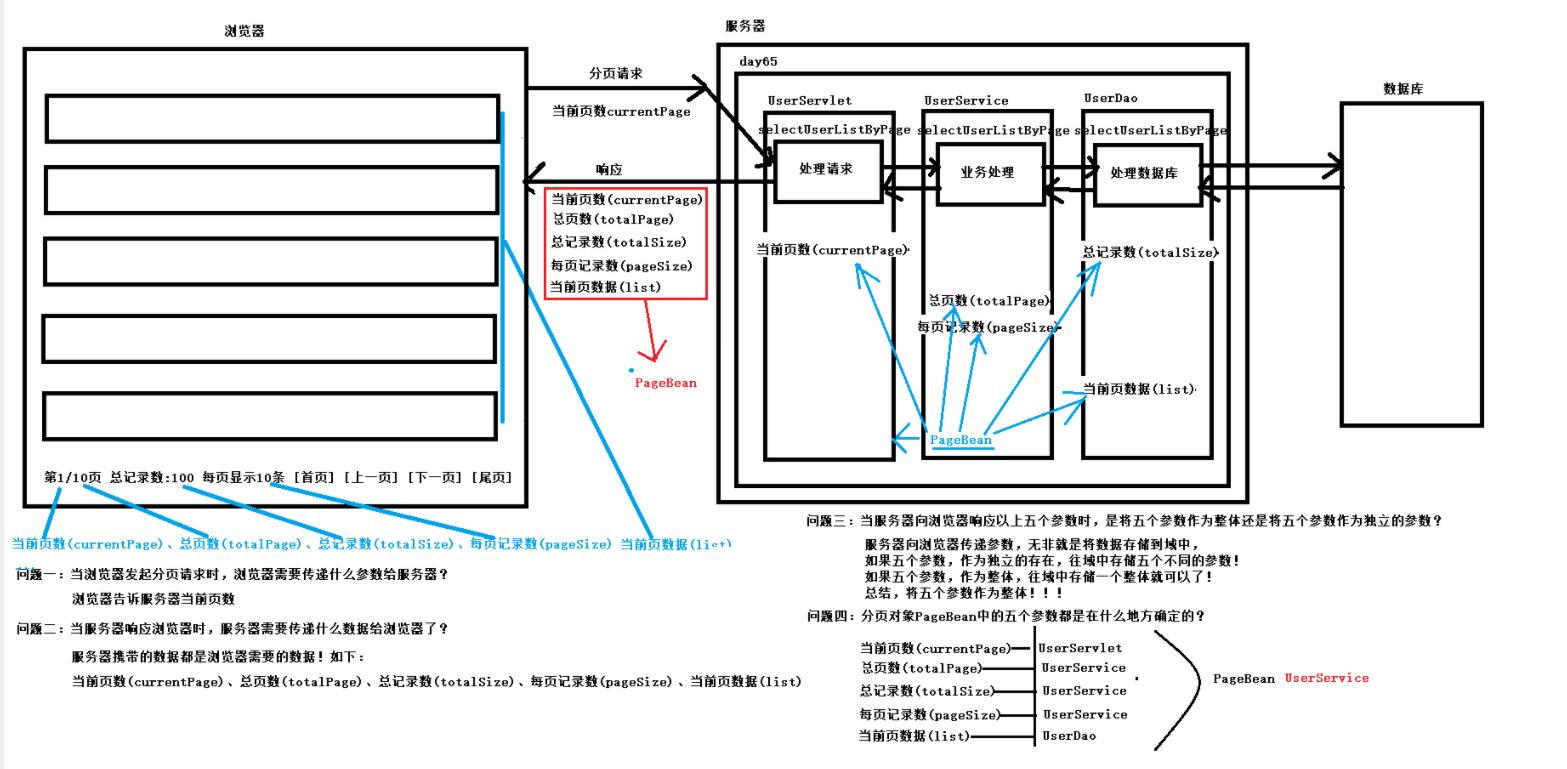 浏览器
第1/10页 总记录数:100 每页显示10条 [首页] [上一页] [下一页] [尾页]
分页请求
当前页数currentPage
响应
当前页数(currentPage)
总页数(totalPage)
总记录数(totalSize)
每页记录数(pageSize)
当前页数据(list)
PageBean
服务器
day65
UserServlet
selectUserListByPage
处理请求
当前页数(currentPage)
UserService
selectUserListByPage
业务处理
总页数(totalPage)
每页记录数(pageSize)
PageBean
UserDao
selectUserListByPage
处理数据库
总记录数(totalSize)
当前页数据(list)
数据库
当前页数(currentPage)、总页数(totalPage)、总记录数(totalSize)、每页记录数(pageSize) 当前页数据(list)
问题一：当浏览器发起分页请求时，浏览器需要传递什么参数给服务器？
浏览器告诉服务器当前页数
问题二：当服务器响应浏览器时，服务器需要传递什么数据给浏览器了？
服务器携带的数据都是浏览器需要的数据！如下：
当前页数(currentPage)、总页数(totalPage)、总记录数(totalSize)、每页记录数(pageSize)、当前页数据(list)
问题三：当服务器向浏览器响应以上五个参数时，是将五个参数作为整体还是将五个参数作为独立的参数？
服务器向浏览器传递参数，无非就是将数据存储到域中，
如果五个参数，作为独立的存在，往域中存储五个不同的参数！
如果五个参数，作为整体，往域中存储一个整体就可以了！
总结，将五个参数作为整体！！！
问题四：分页对象PageBean中的五个参数都是在什么地方确定的？
当前页数(currentPage) UserServlet
总页数(totalPage) UserService
总记录数(totalSize) UserService
每页记录数(pageSize) UserService
当前页数据(list) UserDao
PageBean UserService